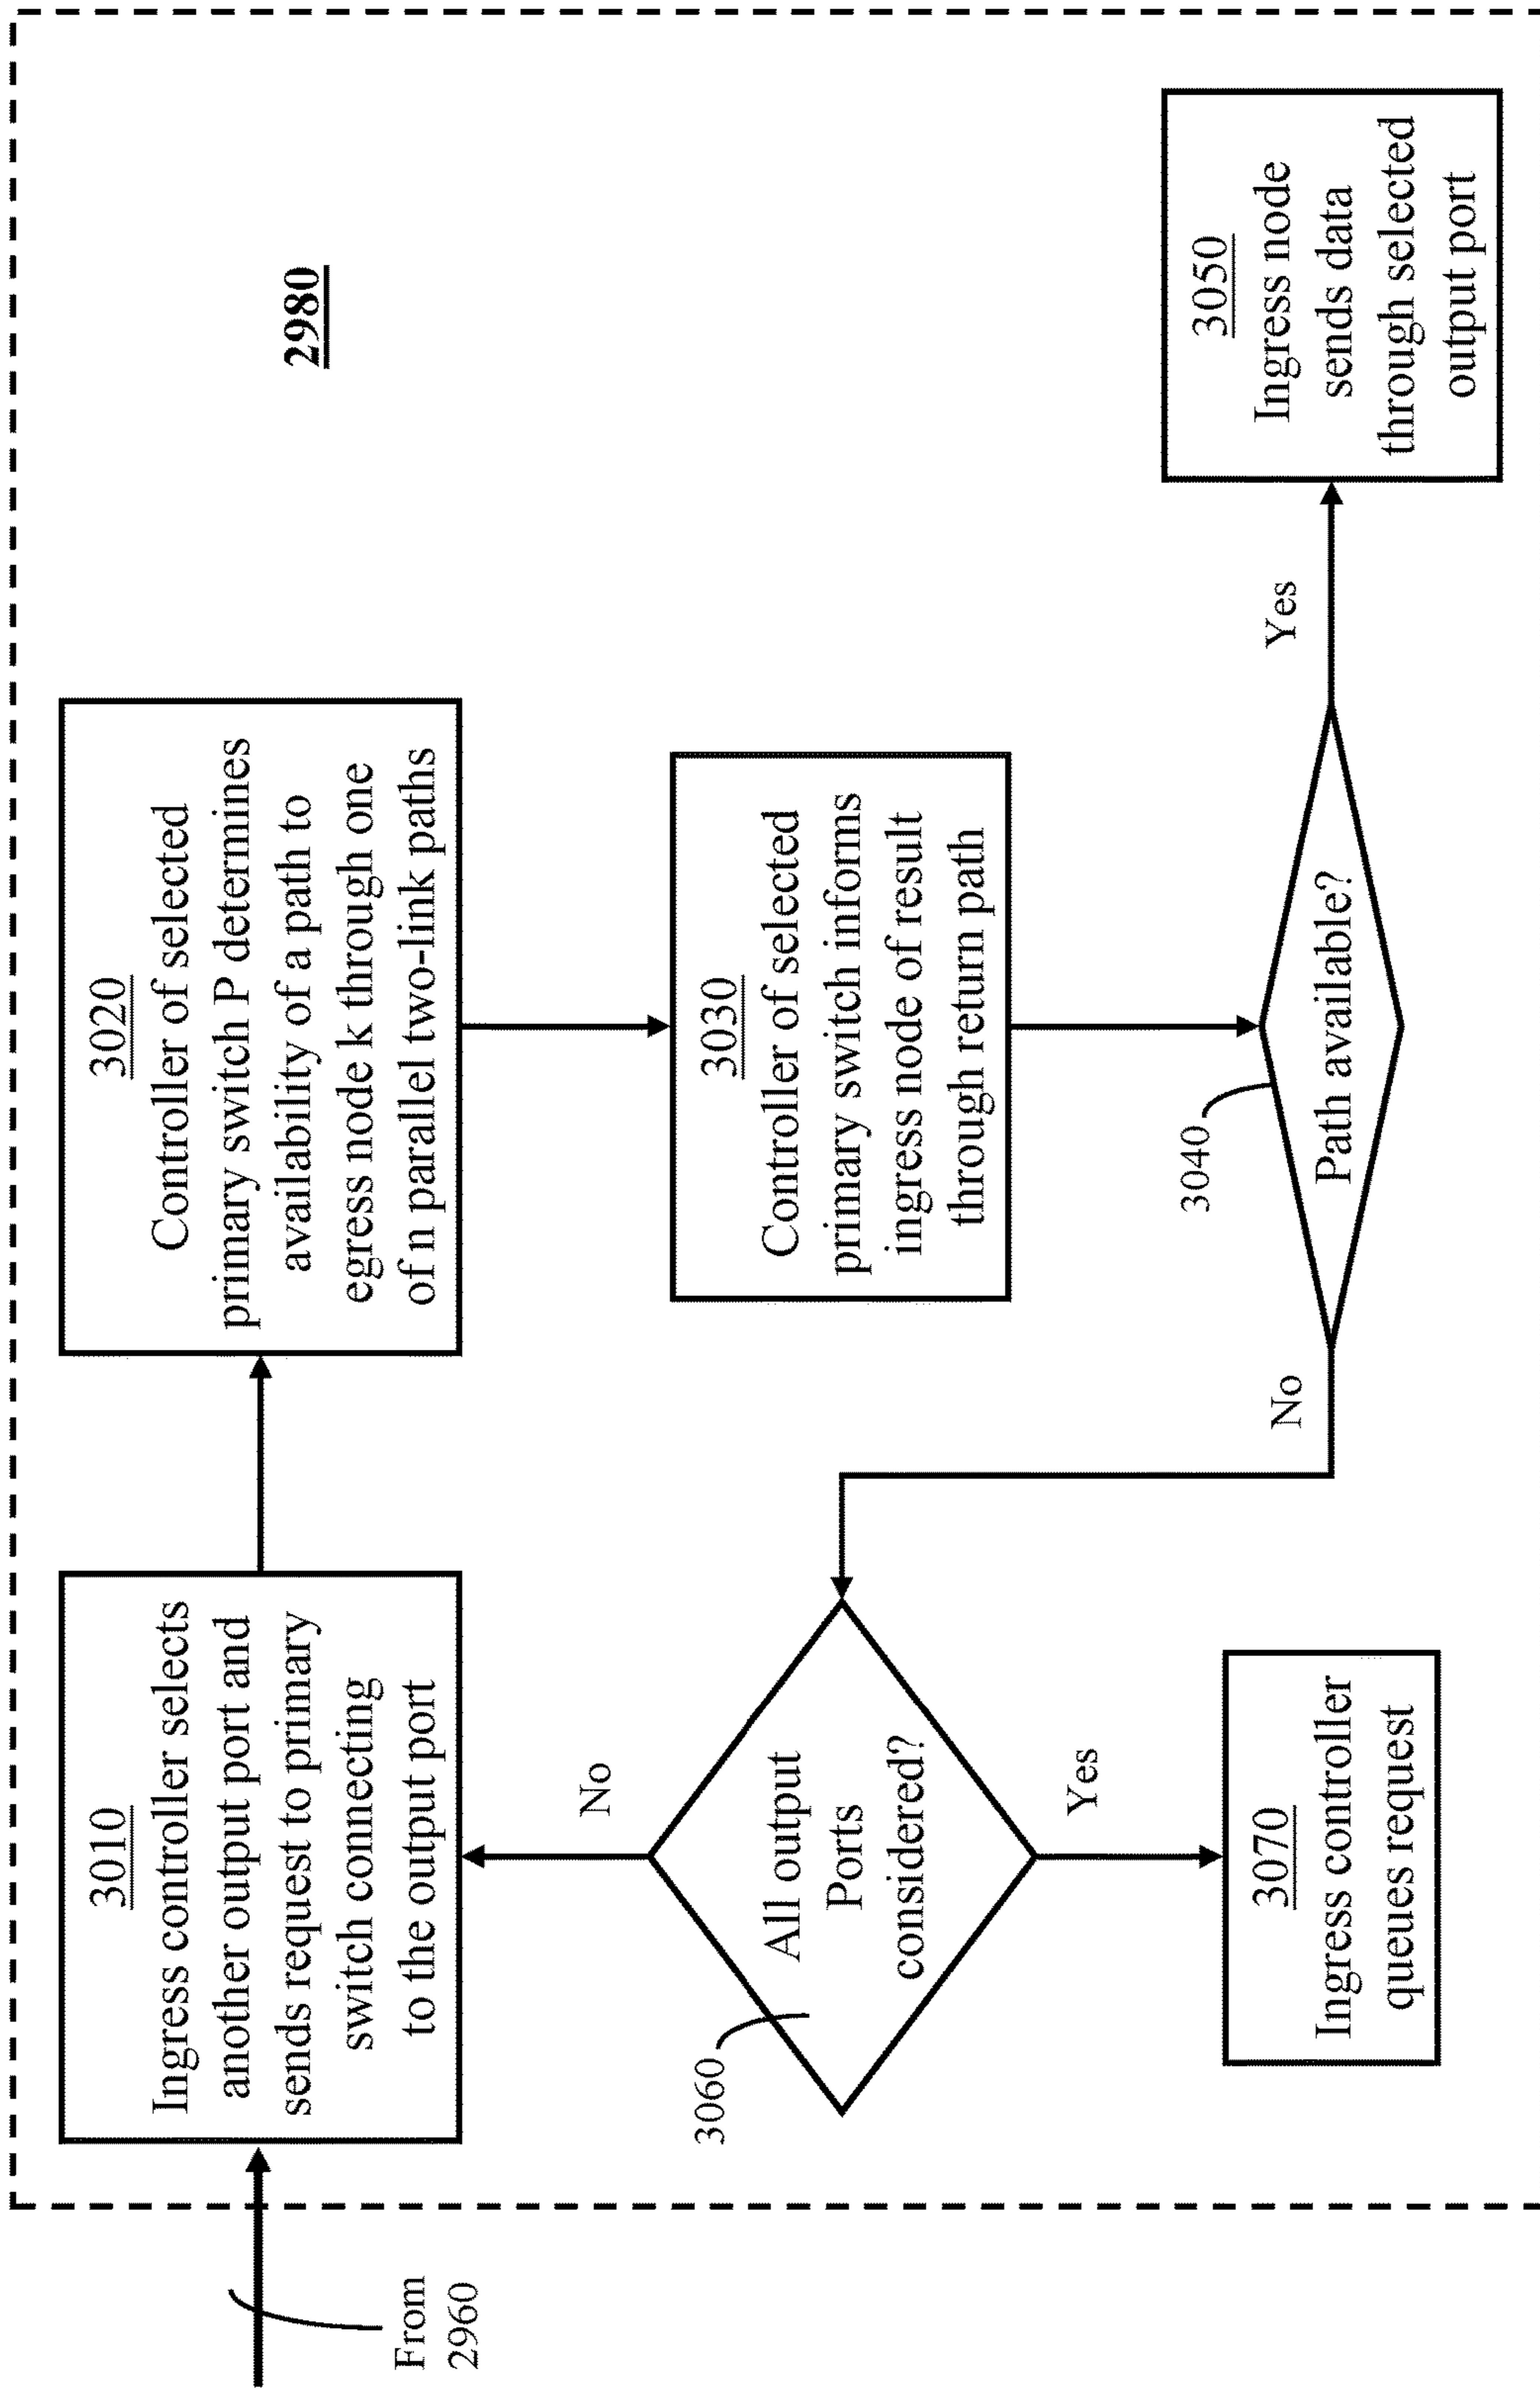 2980
From
2960
3010
Ingress controller selects
another output port and
sends request to primary
switch connecting
to the output port
3020
Controller of selected
primary switch P determines
availability of a path to
egress node k through one
of n parallel two-link paths
3030
Controller of selected
primary switch informs
ingress node of result
through return path
3040
Path available?
Yes
No
3050
Ingress node
sends data
through selected
output port
3060
All output
Ports
considered?
No
Yes
3070
Ingress controller
queues request